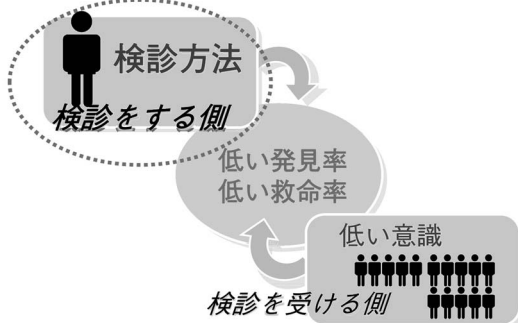 検診方法
検診をする側
低い発見率
低い救命率
低い意識
検診を受ける側